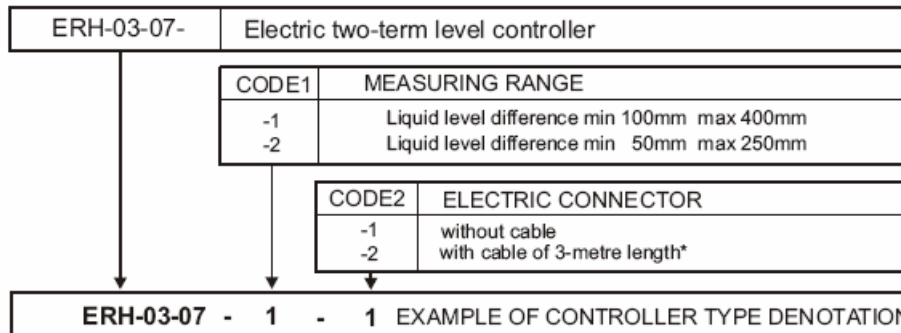 ERH-03-07- Electric two-term level controller
CODE1 MEASURING RANGE
-1 Liquid level difference min 100mm max 400mm
-2 Liquid level difference min 50mm max 250mm
CODE2 ELECTRIC CONNECTOR
-1 without cable
-2 with cable of 3-metre length*
ERH-03-07 - 1 - 1 EXAMPLE OF CONTROLLER TYPE DENOTATION